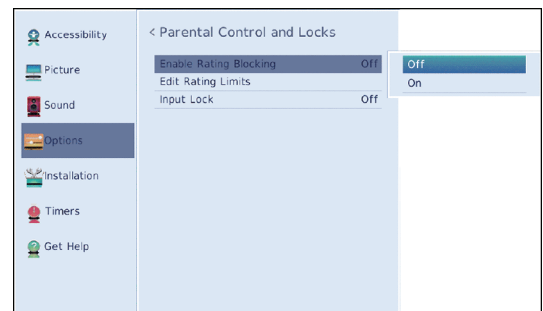 Accessibility
Picture
Sound
Options
Installation
Timers
Get Help
< Parental Control and Locks
Enable Rating Blocking Off
Edit Rating Limits
Input Lock Off
Off
On